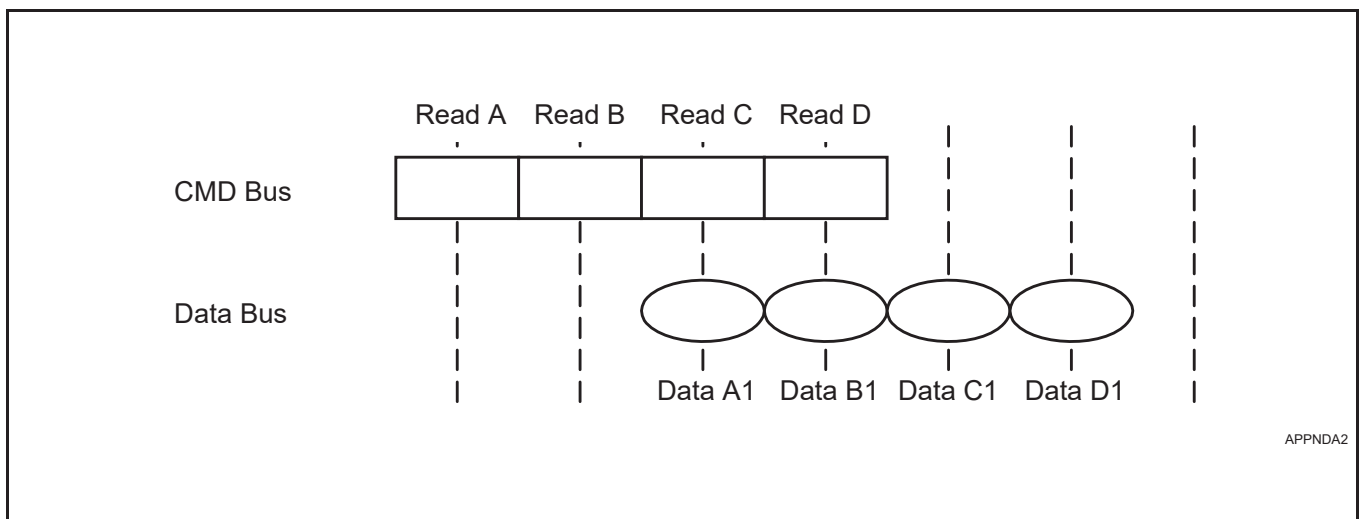 Read A Read B Read C Read D
CMD Bus
Data Bus
Data A1 Data B1 Data C1 Data D1
APPNDA2